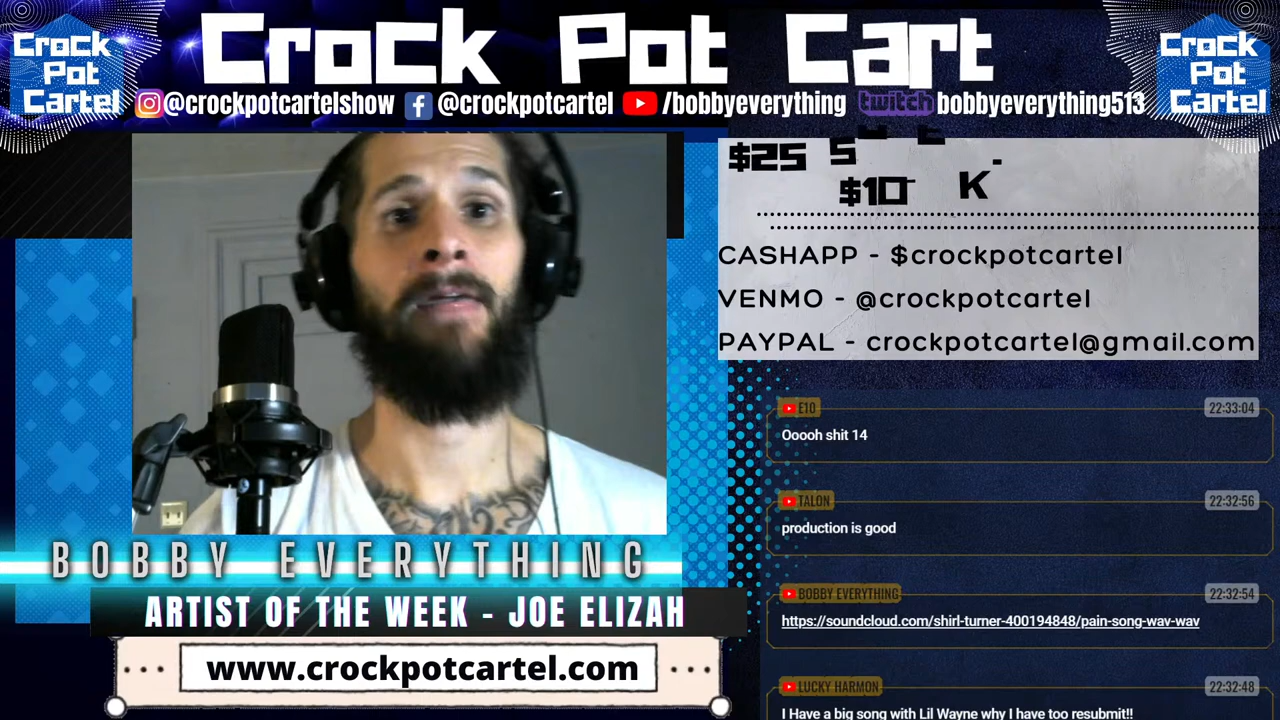 Crock Pot Cart
Crock
Pot
Cartel
@crockpotcartelshow @crockpotcartel /bobbyeverything twitch bobbyeverything513
Crock
Pot
Cartel
$25 S
$10 K
CASHAPP - $crockpotcartel
VENMO - @crockpotcartel
PAYPAL - crockpotcartel@gmail.com
E10 22:33:04
Ooooh shit 14
TALON 22:32:56
production is good
BOBBY EVERYTHING 22:32:54
https://soundcloud.com/shirl-turner-400194848/pain-song-wav-wav
LUCKY HARMON 22:32:48
I Have a big song with Lil Wayne why I have too resubmit!!
BOBBY EVERYTHING
ARTIST OF THE WEEK - JOE ELIZAH
www.crockpotcartel.com